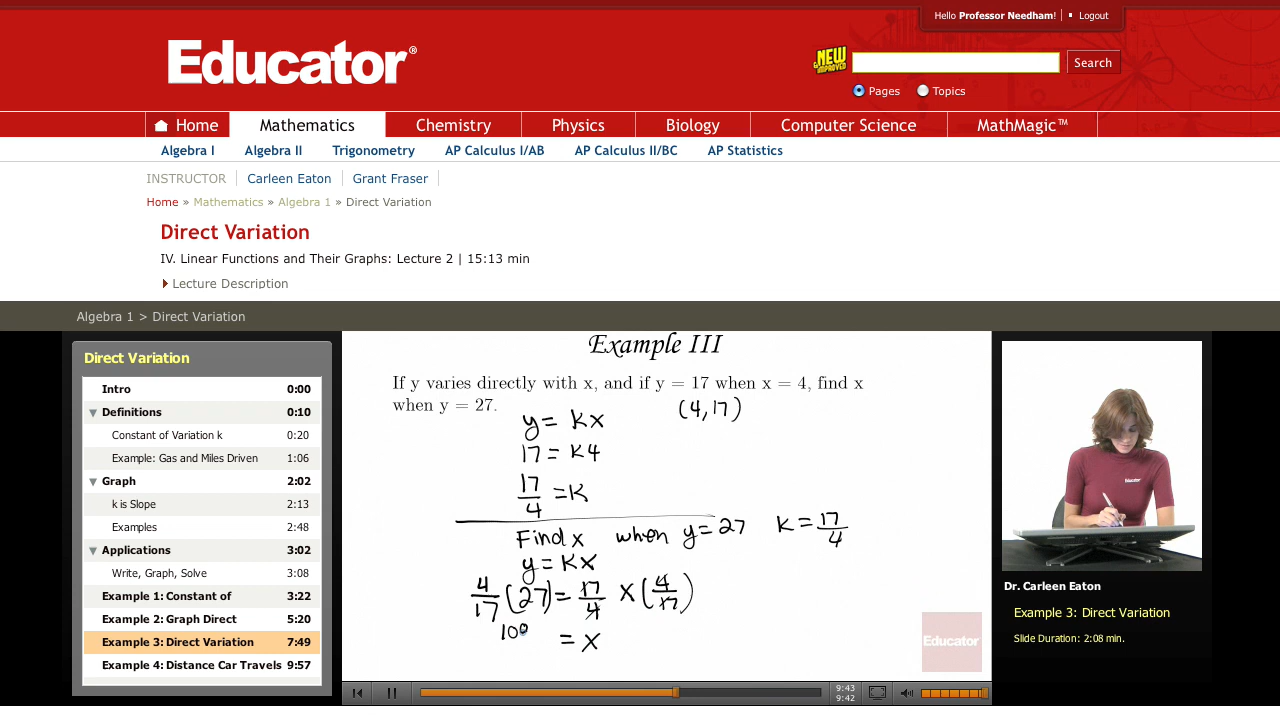 Hello Professor Needham! Logout
Educator®
NEW
& IMPROVED
Search
Pages Topics
Home Mathematics Chemistry Physics Biology Computer Science MathMagic™
Algebra I Algebra II Trigonometry AP Calculus I/AB AP Calculus II/BC AP Statistics
INSTRUCTOR Carleen Eaton Grant Fraser
Home » Mathematics » Algebra 1 » Direct Variation
Direct Variation
IV. Linear Functions and Their Graphs: Lecture 2 | 15:13 min
Lecture Description
Algebra 1 > Direct Variation
Direct Variation
Intro 0:00
Definitions 0:10
Constant of Variation k 0:20
Example: Gas and Miles Driven 1:06
Graph 2:02
k is Slope 2:13
Examples 2:48
Applications 3:02
Write, Graph, Solve 3:08
Example 1: Constant of 3:22
Example 2: Graph Direct 5:20
Example 3: Direct Variation 7:49
Example 4: Distance Car Travels 9:57
Example III
If y varies directly with x, and if y = 17 when x = 4, find x
when y = 27.
y = kx (4,17)
17 = k4
17/4 = k
Find x when y = 27 k = 17/4
y = kx
4/17 (27) = 17/4 x (4/17)
108 = x
Educator
9:43
9:42
Educator
Dr. Carleen Eaton
Example 3: Direct Variation
Slide Duration: 2:08 min.